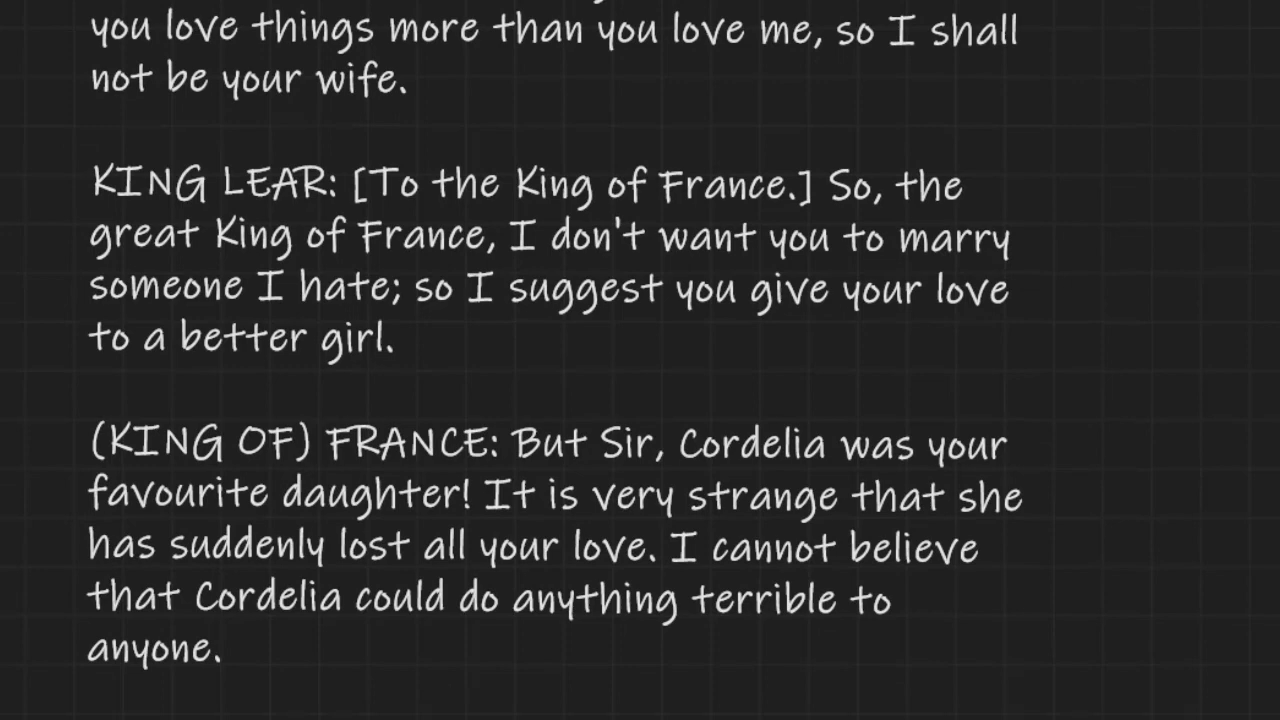 you love things more than you love me, so I shall
not be your wife.
KING LEAR: [To the King of France.] So, the
great King of France, I don't want you to marry
someone I hate; so I suggest you give your love
to a better girl.
(KING OF) FRANCE: But Sir, Cordelia was your
favourite daughter! It is very strange that she
has suddenly lost all your love. I cannot believe
that Cordelia could do anything terrible to
anyone.